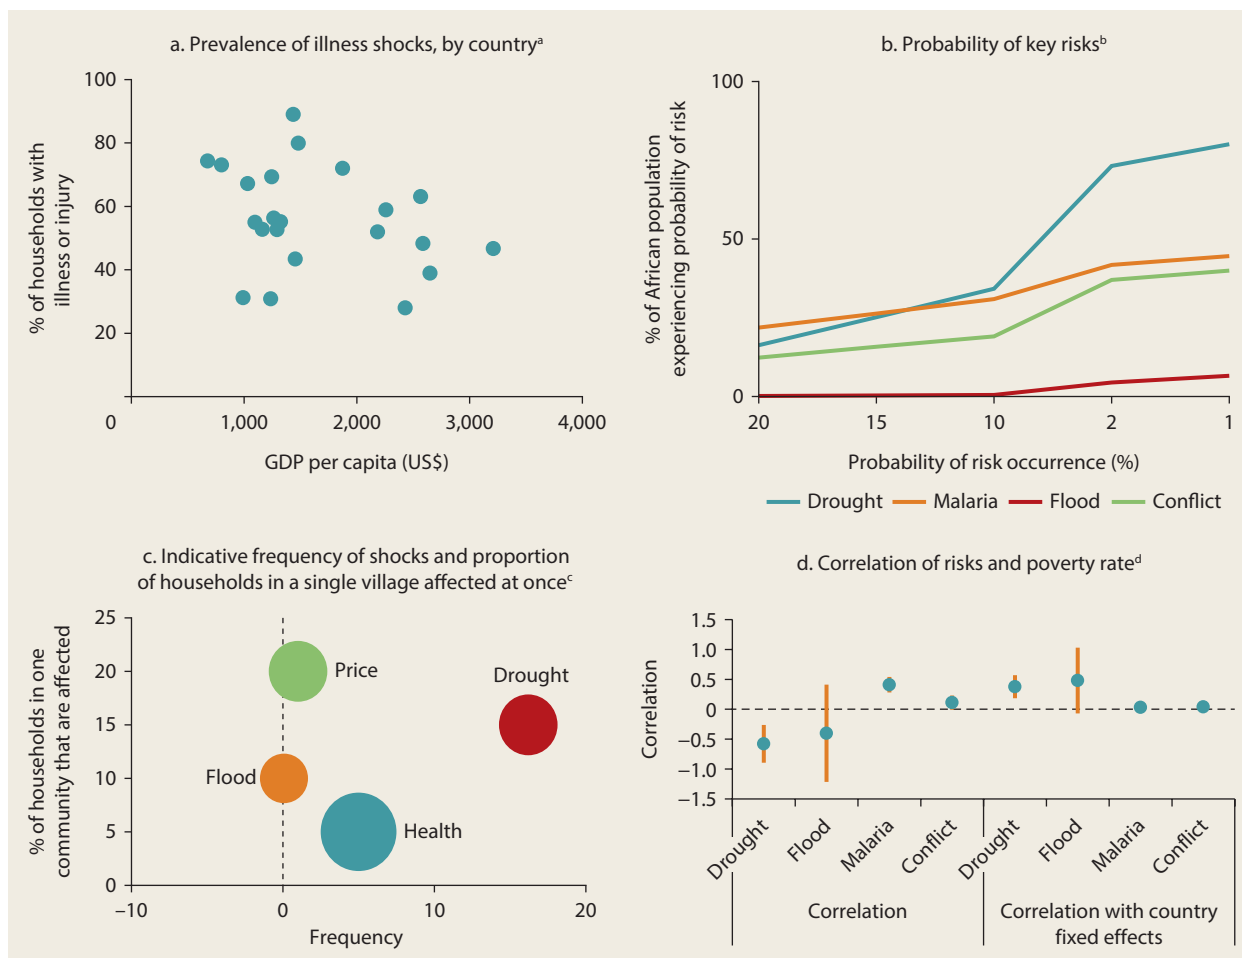 a. Prevalence of illness shocks, by countryᵃ
% of households with
illness or injury
100
80
60
40
20
0
1,000
2,000
3,000
4,000
GDP per capita (US$)
b. Probability of key risksᵇ
% of African population
experiencing probability of risk
100
50
0
20
15
10
2
1
Probability of risk occurrence (%)
Drought
Malaria
Flood
Conflict
c. Indicative frequency of shocks and proportion
of households in a single village affected at onceᶜ
% of households in one
community that are affected
25
20
15
10
5
0
Price
Drought
Flood
Health
–10
0
10
20
Frequency
d. Correlation of risks and poverty rateᵈ
Correlation
1.5
1.0
0.5
0
–0.5
–1.0
–1.5
Drought
Flood
Malaria
Conflict
Drought
Flood
Malaria
Conflict
Correlation
Correlation with country
fixed effects